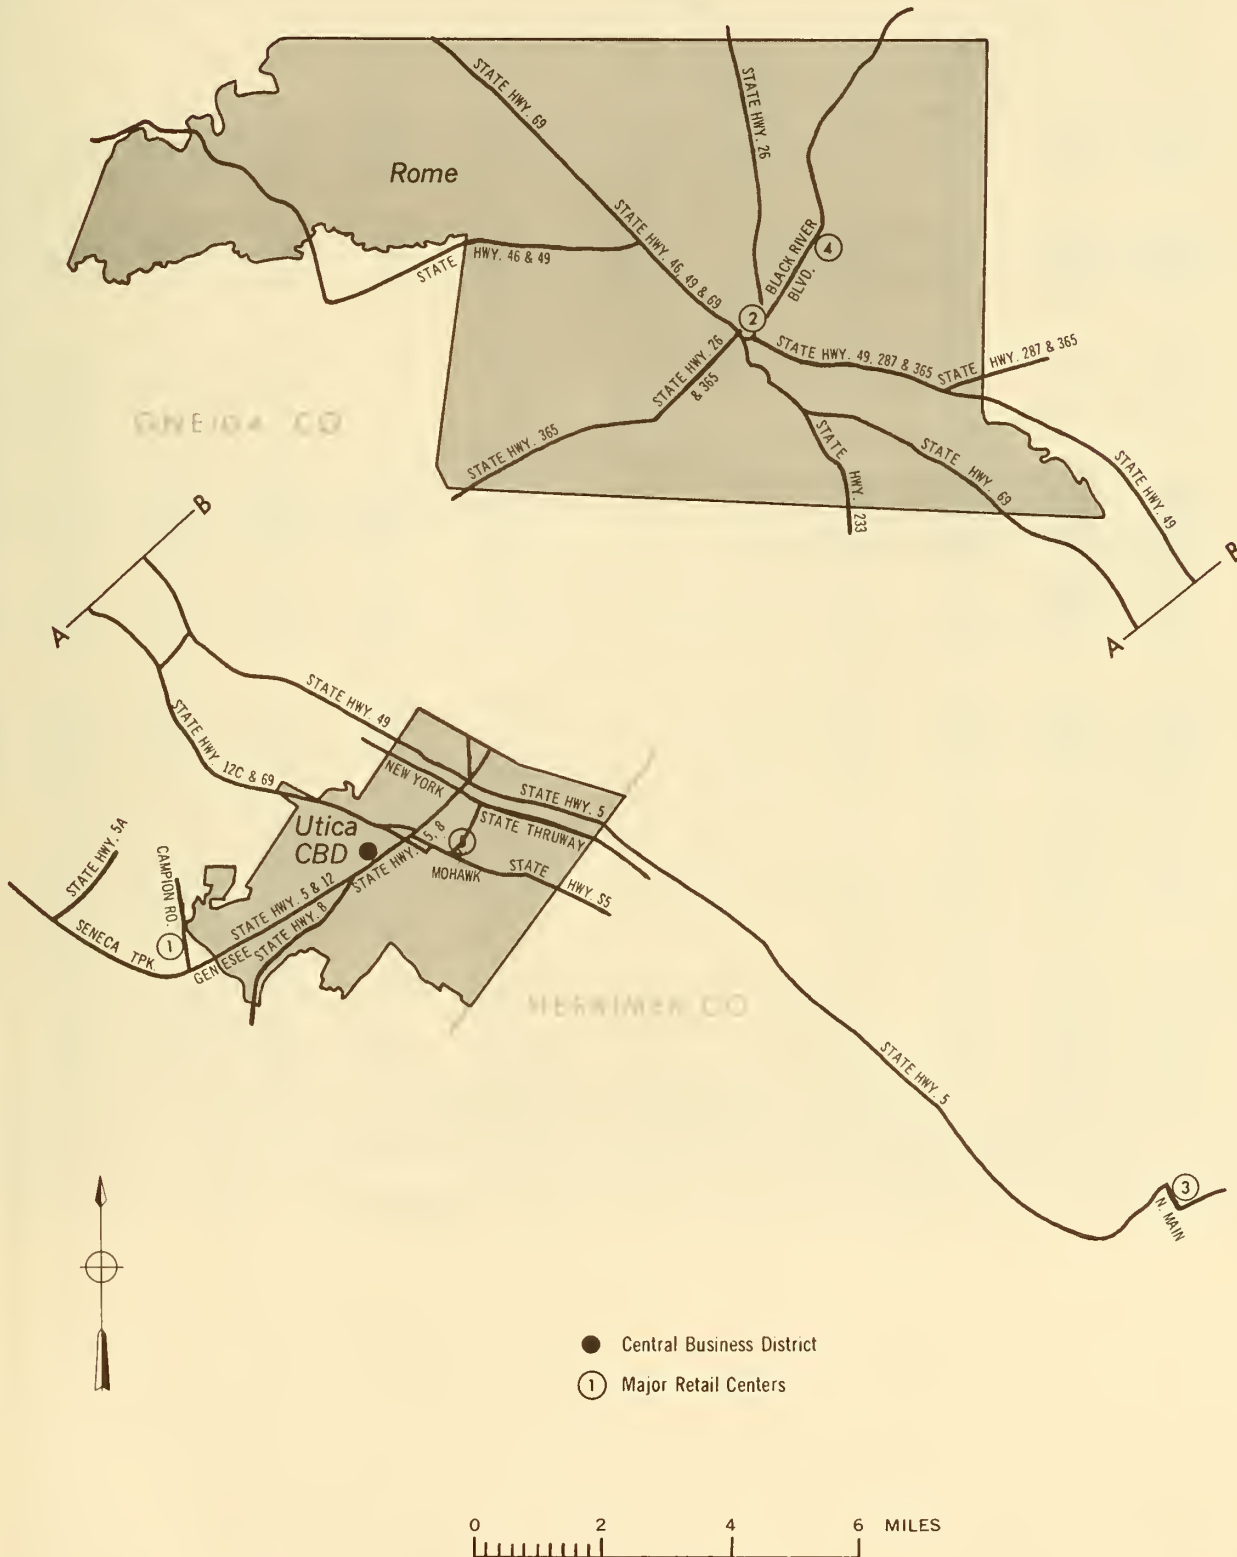 STATE HWY. 69
STATE HWY. 26
Rome
STATE HWY. 46, 49 & 69
BLACK RIVER
BLVD.
4
STATE HWY. 46 & 49
2
STATE HWY. 26
& 365
STATE HWY. 49, 287 & 365
STATE HWY. 287 & 365
ONEIDA CO
STATE HWY. 365
STATE HWY. 233
STATE HWY. 69
STATE HWY. 49
B
A
B
A
STATE HWY. 49
STATE HWY. 12C & 69
NEW YORK
STATE THRUWAY
STATE HWY. 5
Utica
CBD
STATE HWY. 5, 8
MOHAWK
STATE HWY. S5
STATE HWY. 5A
CAMPION RD.
1
SENECA TPK.
GENESEE
STATE HWY. 5 & 12
STATE HWY. 8
HERKIMER CO
STATE HWY. 5
3
N. MAIN
Central Business District
1 Major Retail Centers
0 2 4 6 MILES